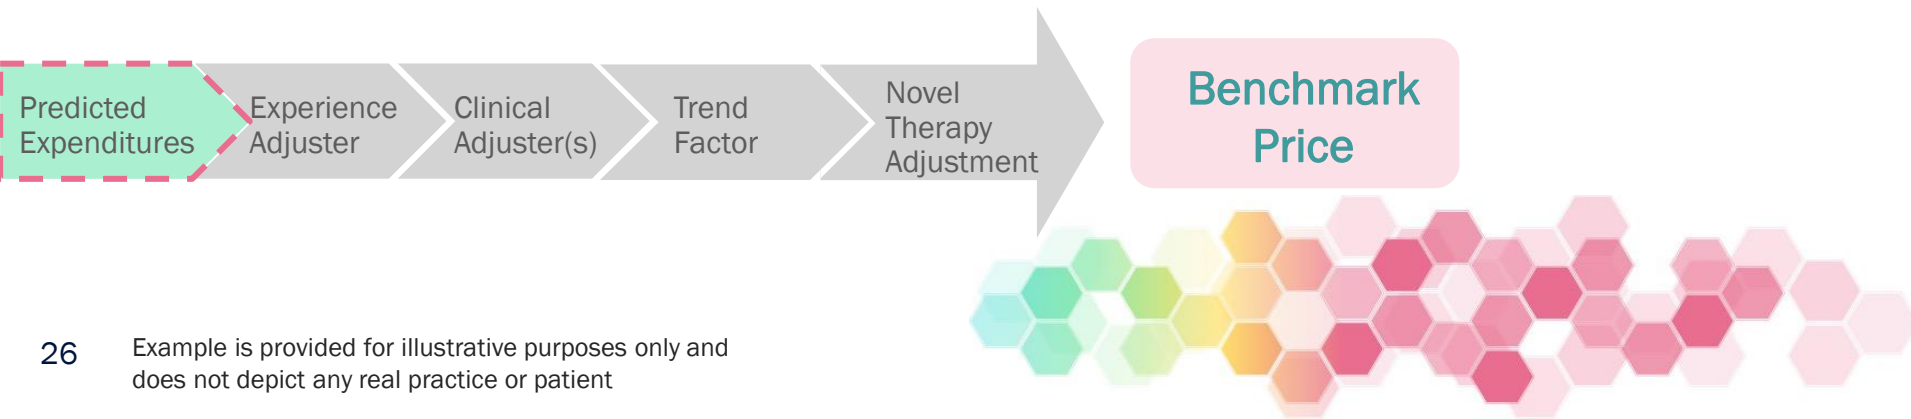 Predicted
Expenditures
Experience
Adjuster
Clinical
Adjuster(s)
Trend
Factor
Novel
Therapy
Adjustment
Benchmark
Price
26
Example is provided for illustrative purposes only and
does not depict any real practice or patient